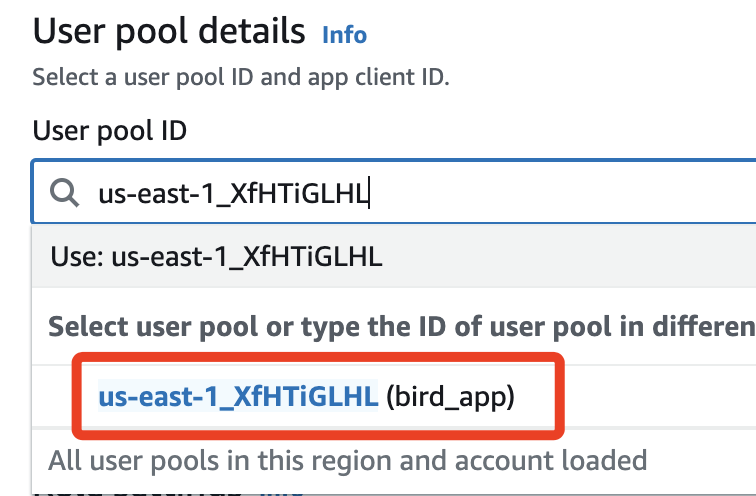 User pool details Info
Select a user pool ID and app client ID.
User pool ID
us-east-1_XfHTiGLHL
Use: us-east-1_XfHTiGLHL
Select user pool or type the ID of user pool in differen
us-east-1_XfHTiGLHL (bird_app)
All user pools in this region and account loaded